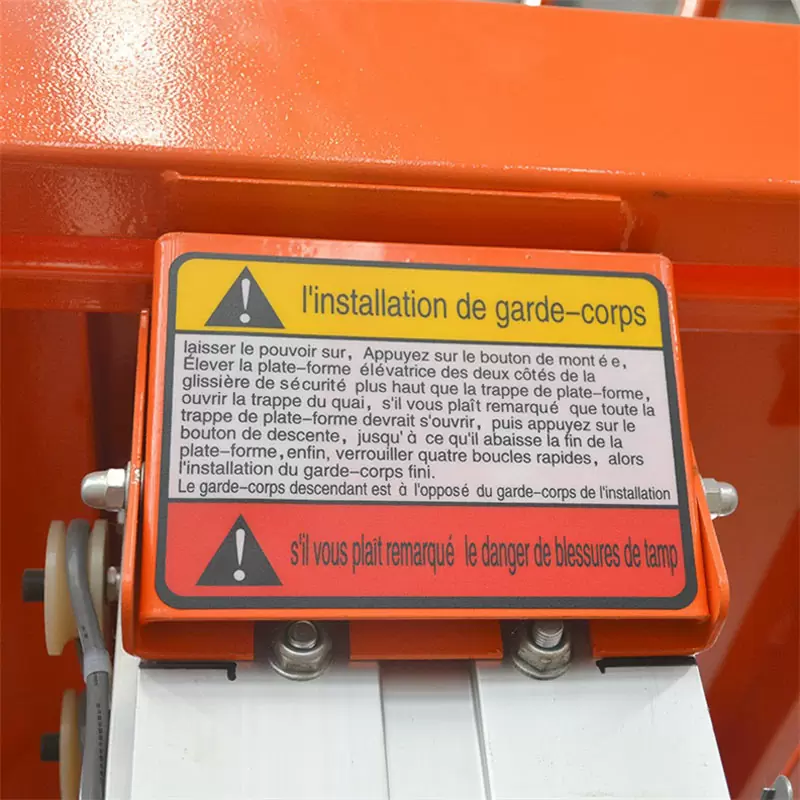 l'installation de garde-corps
laisser le pouvoir sur, Appuyez sur le bouton de montée,
Élever la plate-forme élévatrice des deux côtés de la
glissière de sécurité plus haut que la trappe de plate-forme,
ouvrir la trappe du quai, s'il vous plaît remarqué que toute la
trappe de plate-forme devrait s'ouvrir, puis appuyez sur le
bouton de descente, jusqu'à ce qu'il abaisse la fin de la
plate-forme,enfin, verrouiller quatre boucles rapides, alors
l'installation du garde-corps fini.
Le garde-corps descendant est à l'opposé du garde-corps de l'installation
s'il vous plaît remarqué le danger de blessures de tamp